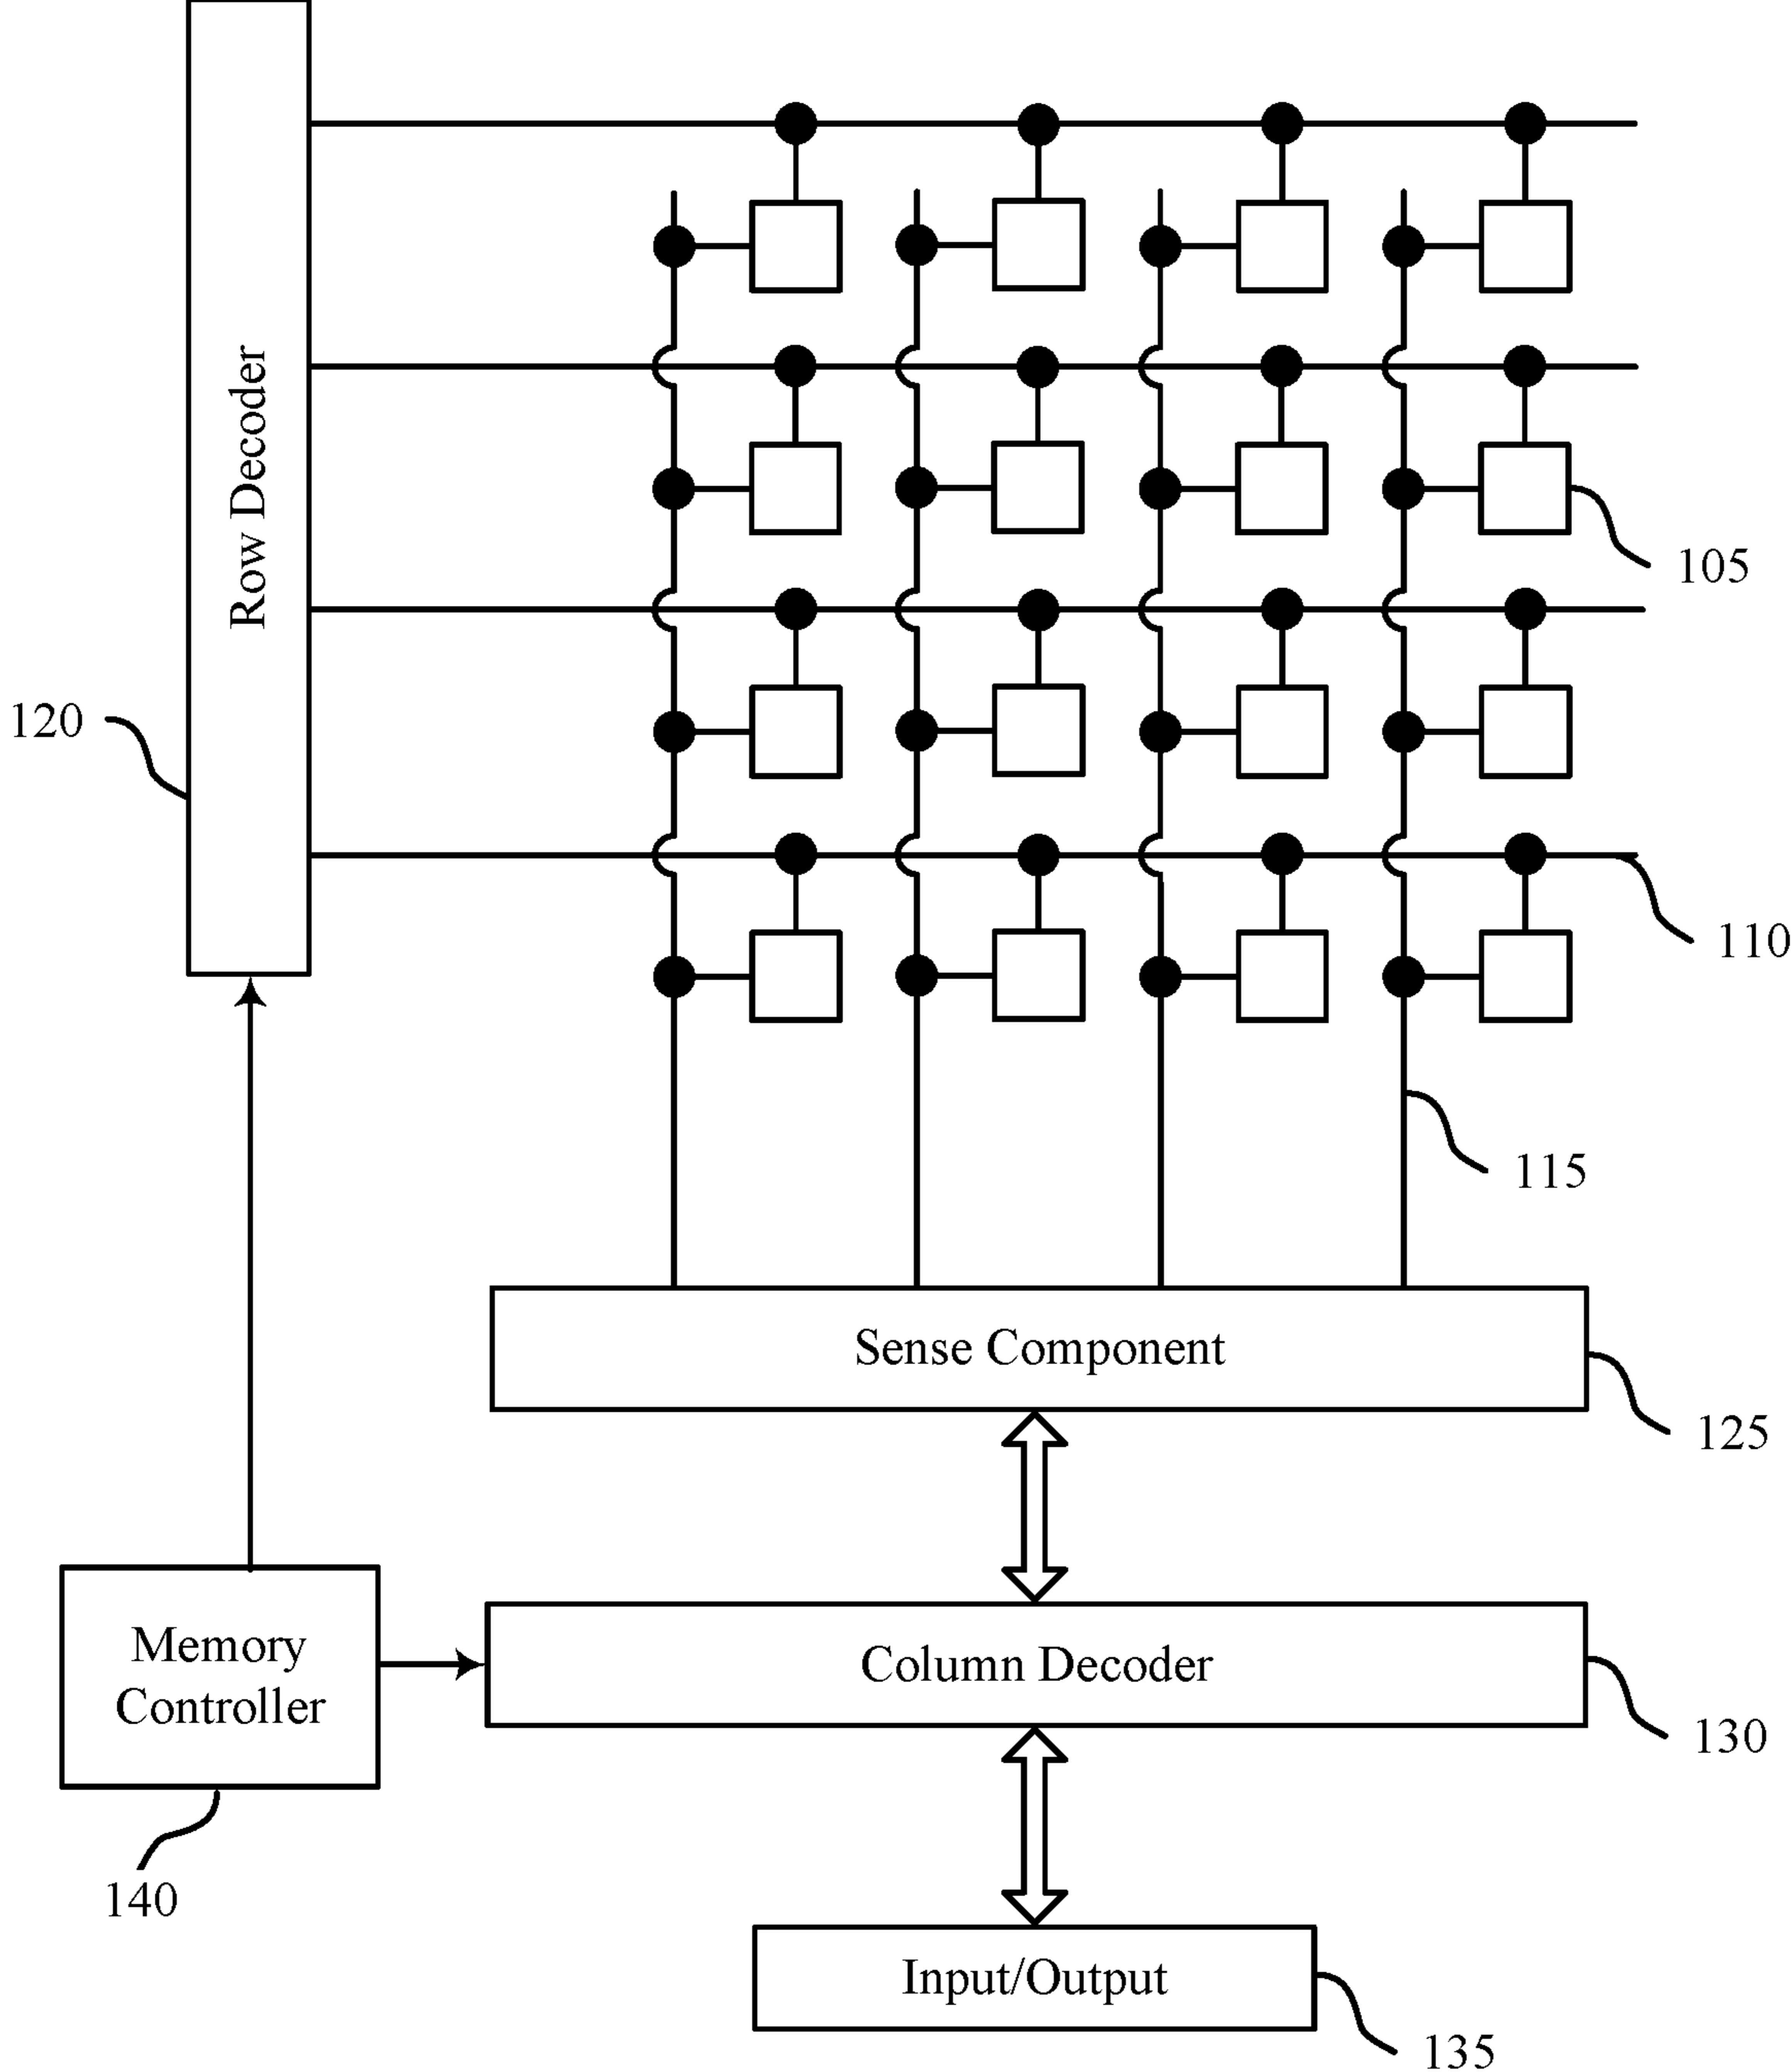 Row Decoder
105
120
110
115
Sense Component
125
Memory
Controller
Column Decoder
130
140
Input/Output
135